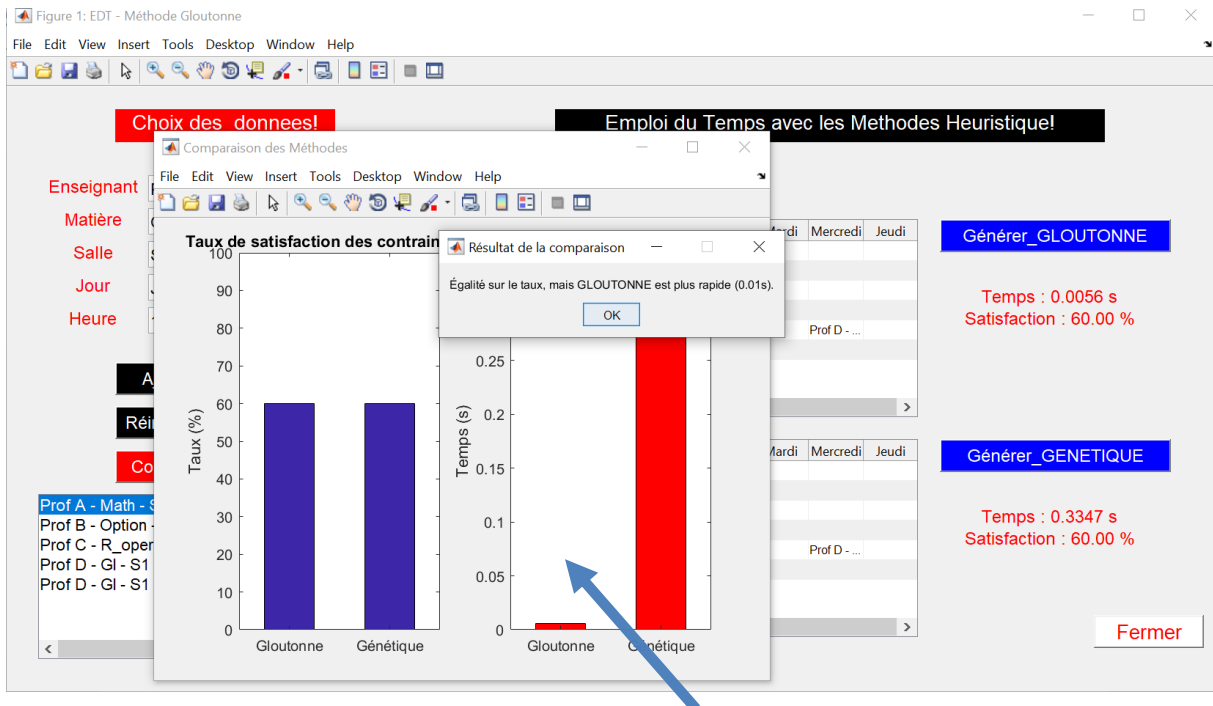 Figure 1: EDT - Méthode Gloutonne
File Edit View Insert Tools Desktop Window Help
Choix des donnees!
Emploi du Temps avec les Methodes Heuristique!
Enseignant
Matière
Salle
Jour
Heure
Réi
Co
Prof A - Math - S
Prof B - Option -
Prof C - R_oper
Prof D - Gl - S1
Prof D - Gl - S1
Comparaison des Méthodes
File Edit View Insert Tools Desktop Window Help
Taux de satisfaction des contrain
Taux (%)
100
90
80
70
60
50
40
30
20
10
0
Gloutonne Génétique
Résultat de la comparaison
Égalité sur le taux, mais GLOUTONNE est plus rapide (0.01s).
OK
Temps (s)
0.25
0.2
0.15
0.1
0.05
0
Gloutonne Génétique
Mercredi Jeudi
Prof D - ...
Mardi Mercredi Jeudi
Prof D - ...
Générer_GLOUTONNE
Temps : 0.0056 s
Satisfaction : 60.00 %
Générer_GENETIQUE
Temps : 0.3347 s
Satisfaction : 60.00 %
Fermer